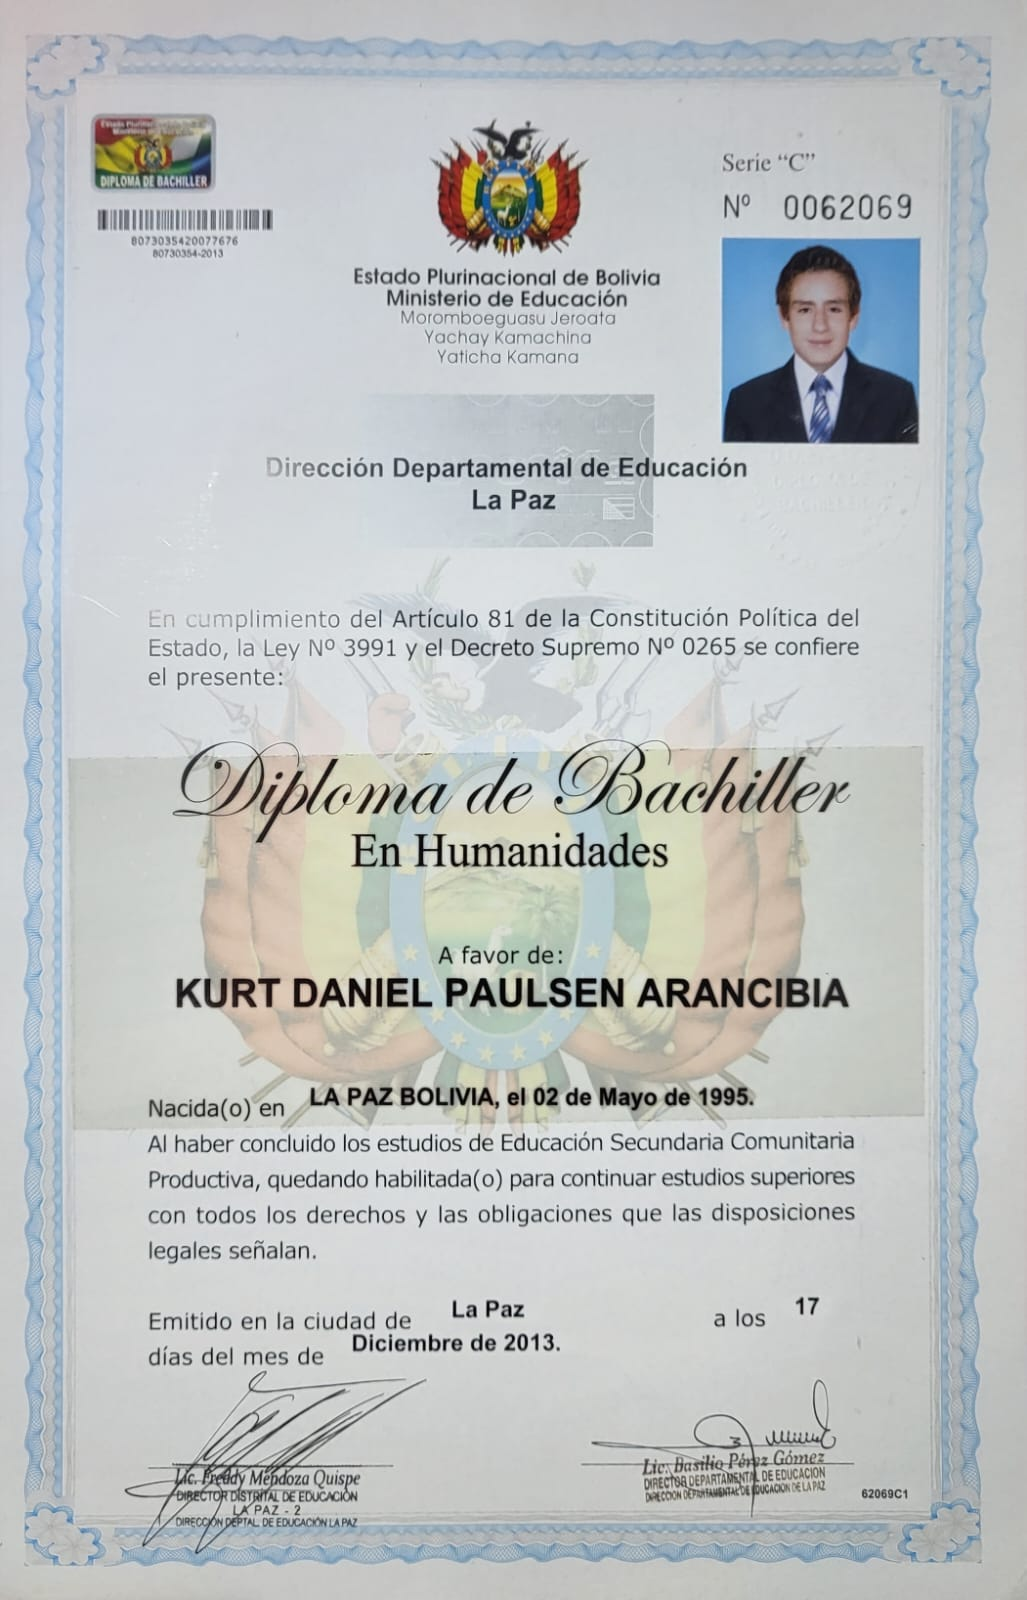 DIPLOMA DE BACHILLER
8073035420077676
80730354-2013
Serie “C”
Nº 0062069
Estado Plurinacional de Bolivia
Ministerio de Educación
Moromboeguasu Jeroata
Yachay Kamachina
Yaticha Kamana
Dirección Departamental de Educación
La Paz
En cumplimiento del Artículo 81 de la Constitución Política del
Estado, la Ley Nº 3991 y el Decreto Supremo Nº 0265 se confiere
el presente:
Diploma de Bachiller
En Humanidades
A favor de:
KURT DANIEL PAULSEN ARANCIBIA
Nacida(o) en LA PAZ BOLIVIA, el 02 de Mayo de 1995.
Al haber concluido los estudios de Educación Secundaria Comunitaria
Productiva, quedando habilitada(o) para continuar estudios superiores
con todos los derechos y las obligaciones que las disposiciones
legales señalan.
Emitido en la ciudad de La Paz a los 17
días del mes de Diciembre de 2013.
Lic. Freddy Mendoza Quispe
DIRECTOR DISTRITAL DE EDUCACIÓN
LA PAZ - 2
DIRECCIÓN DEPTAL. DE EDUCACIÓN LA PAZ
Lic. Basilio Pérez Gómez
DIRECTOR DEPARTAMENTAL DE EDUCACION
DIRECCION DEPARTAMENTAL DE EDUCACION DE LA PAZ
62069C1